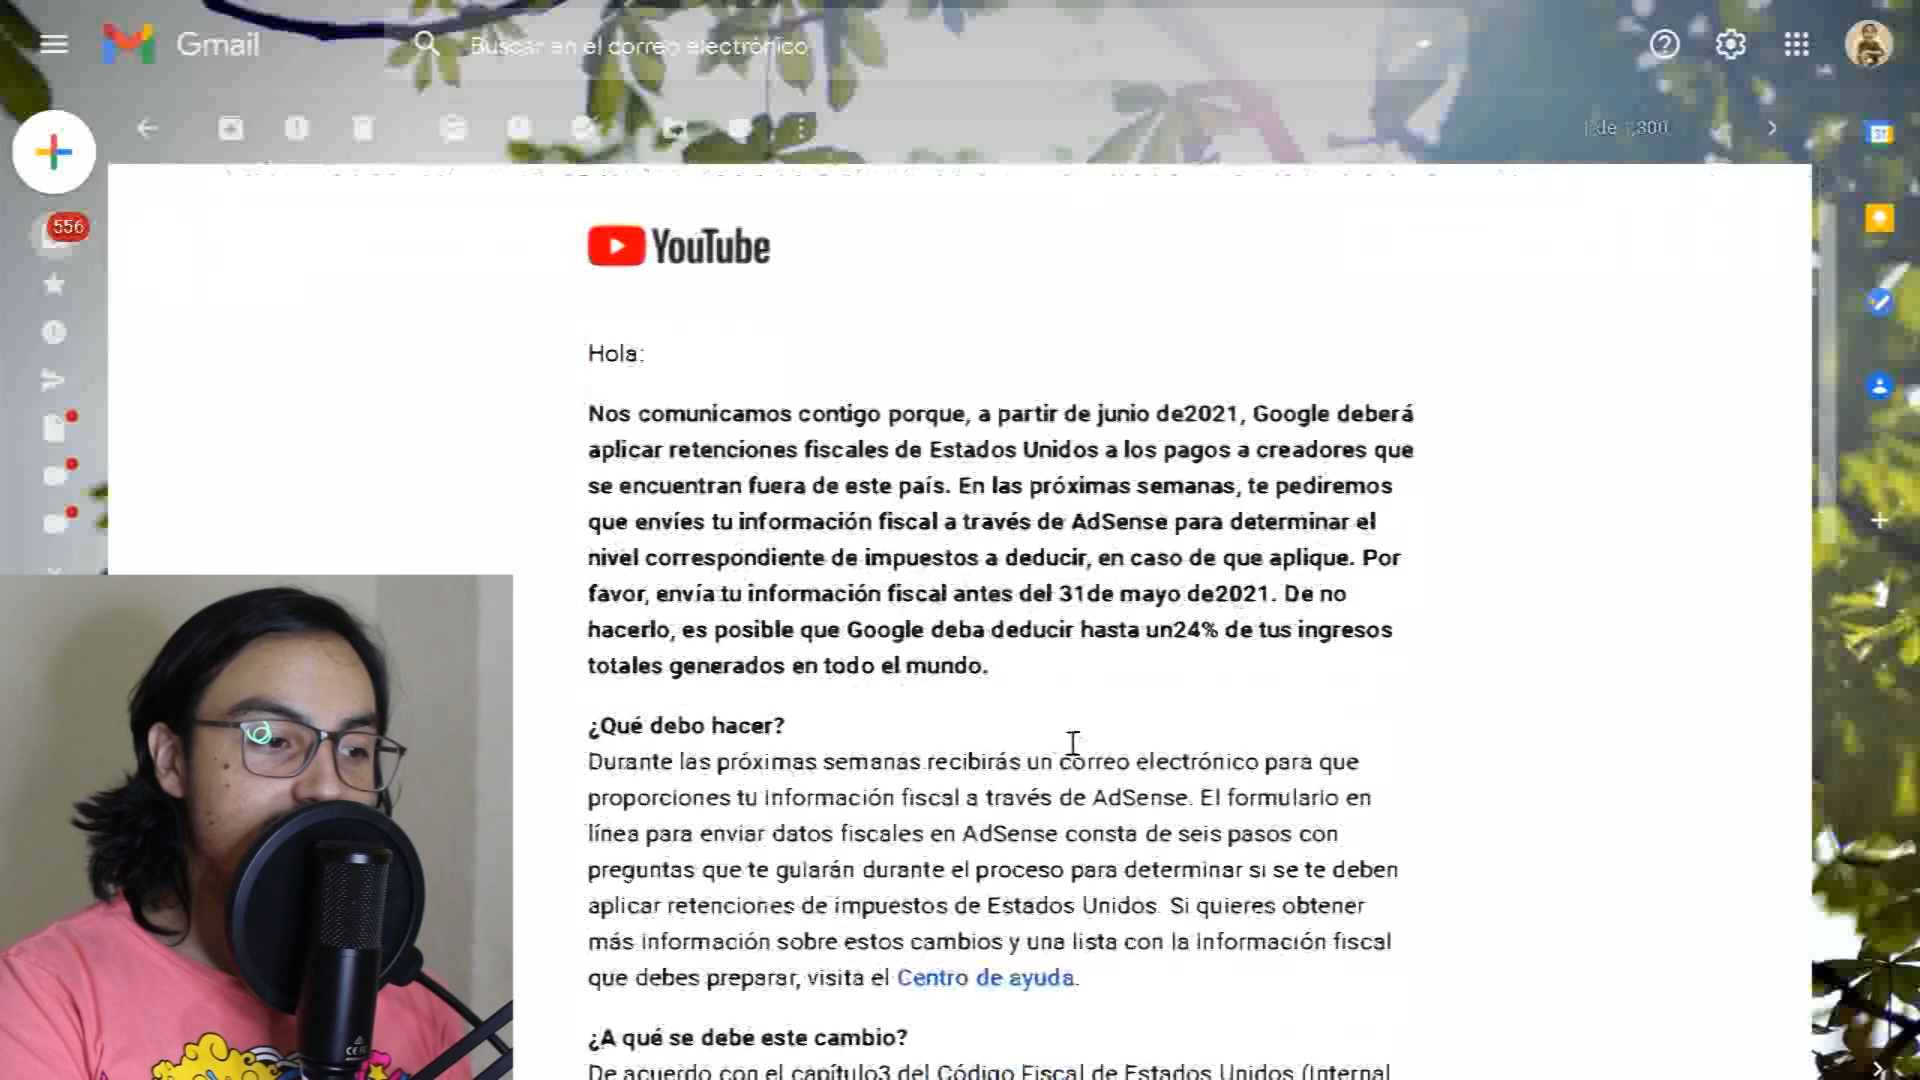 Gmail
Buscar en el correo electrónico
1 de 1,800
31
556
YouTube
Hola:
Nos comunicamos contigo porque, a partir de junio de2021, Google deberá
aplicar retenciones fiscales de Estados Unidos a los pagos a creadores que
se encuentran fuera de este país. En las próximas semanas, te pediremos
que envíes tu información fiscal a través de AdSense para determinar el
nivel correspondiente de impuestos a deducir, en caso de que aplique. Por
favor, envía tu información fiscal antes del 31de mayo de2021. De no
hacerlo, es posible que Google deba deducir hasta un24% de tus ingresos
totales generados en todo el mundo.
¿Qué debo hacer?
Durante las próximas semanas recibirás un correo electrónico para que
proporciones tu información fiscal a través de AdSense. El formulario en
línea para enviar datos fiscales en AdSense consta de seis pasos con
preguntas que te guiarán durante el proceso para determinar si se te deben
aplicar retenciones de impuestos de Estados Unidos. Si quieres obtener
más información sobre estos cambios y una lista con la información fiscal
que debes preparar, visita el Centro de ayuda.
¿A qué se debe este cambio?
De acuerdo con el capítulo3 del Código Fiscal de Estados Unidos (Internal